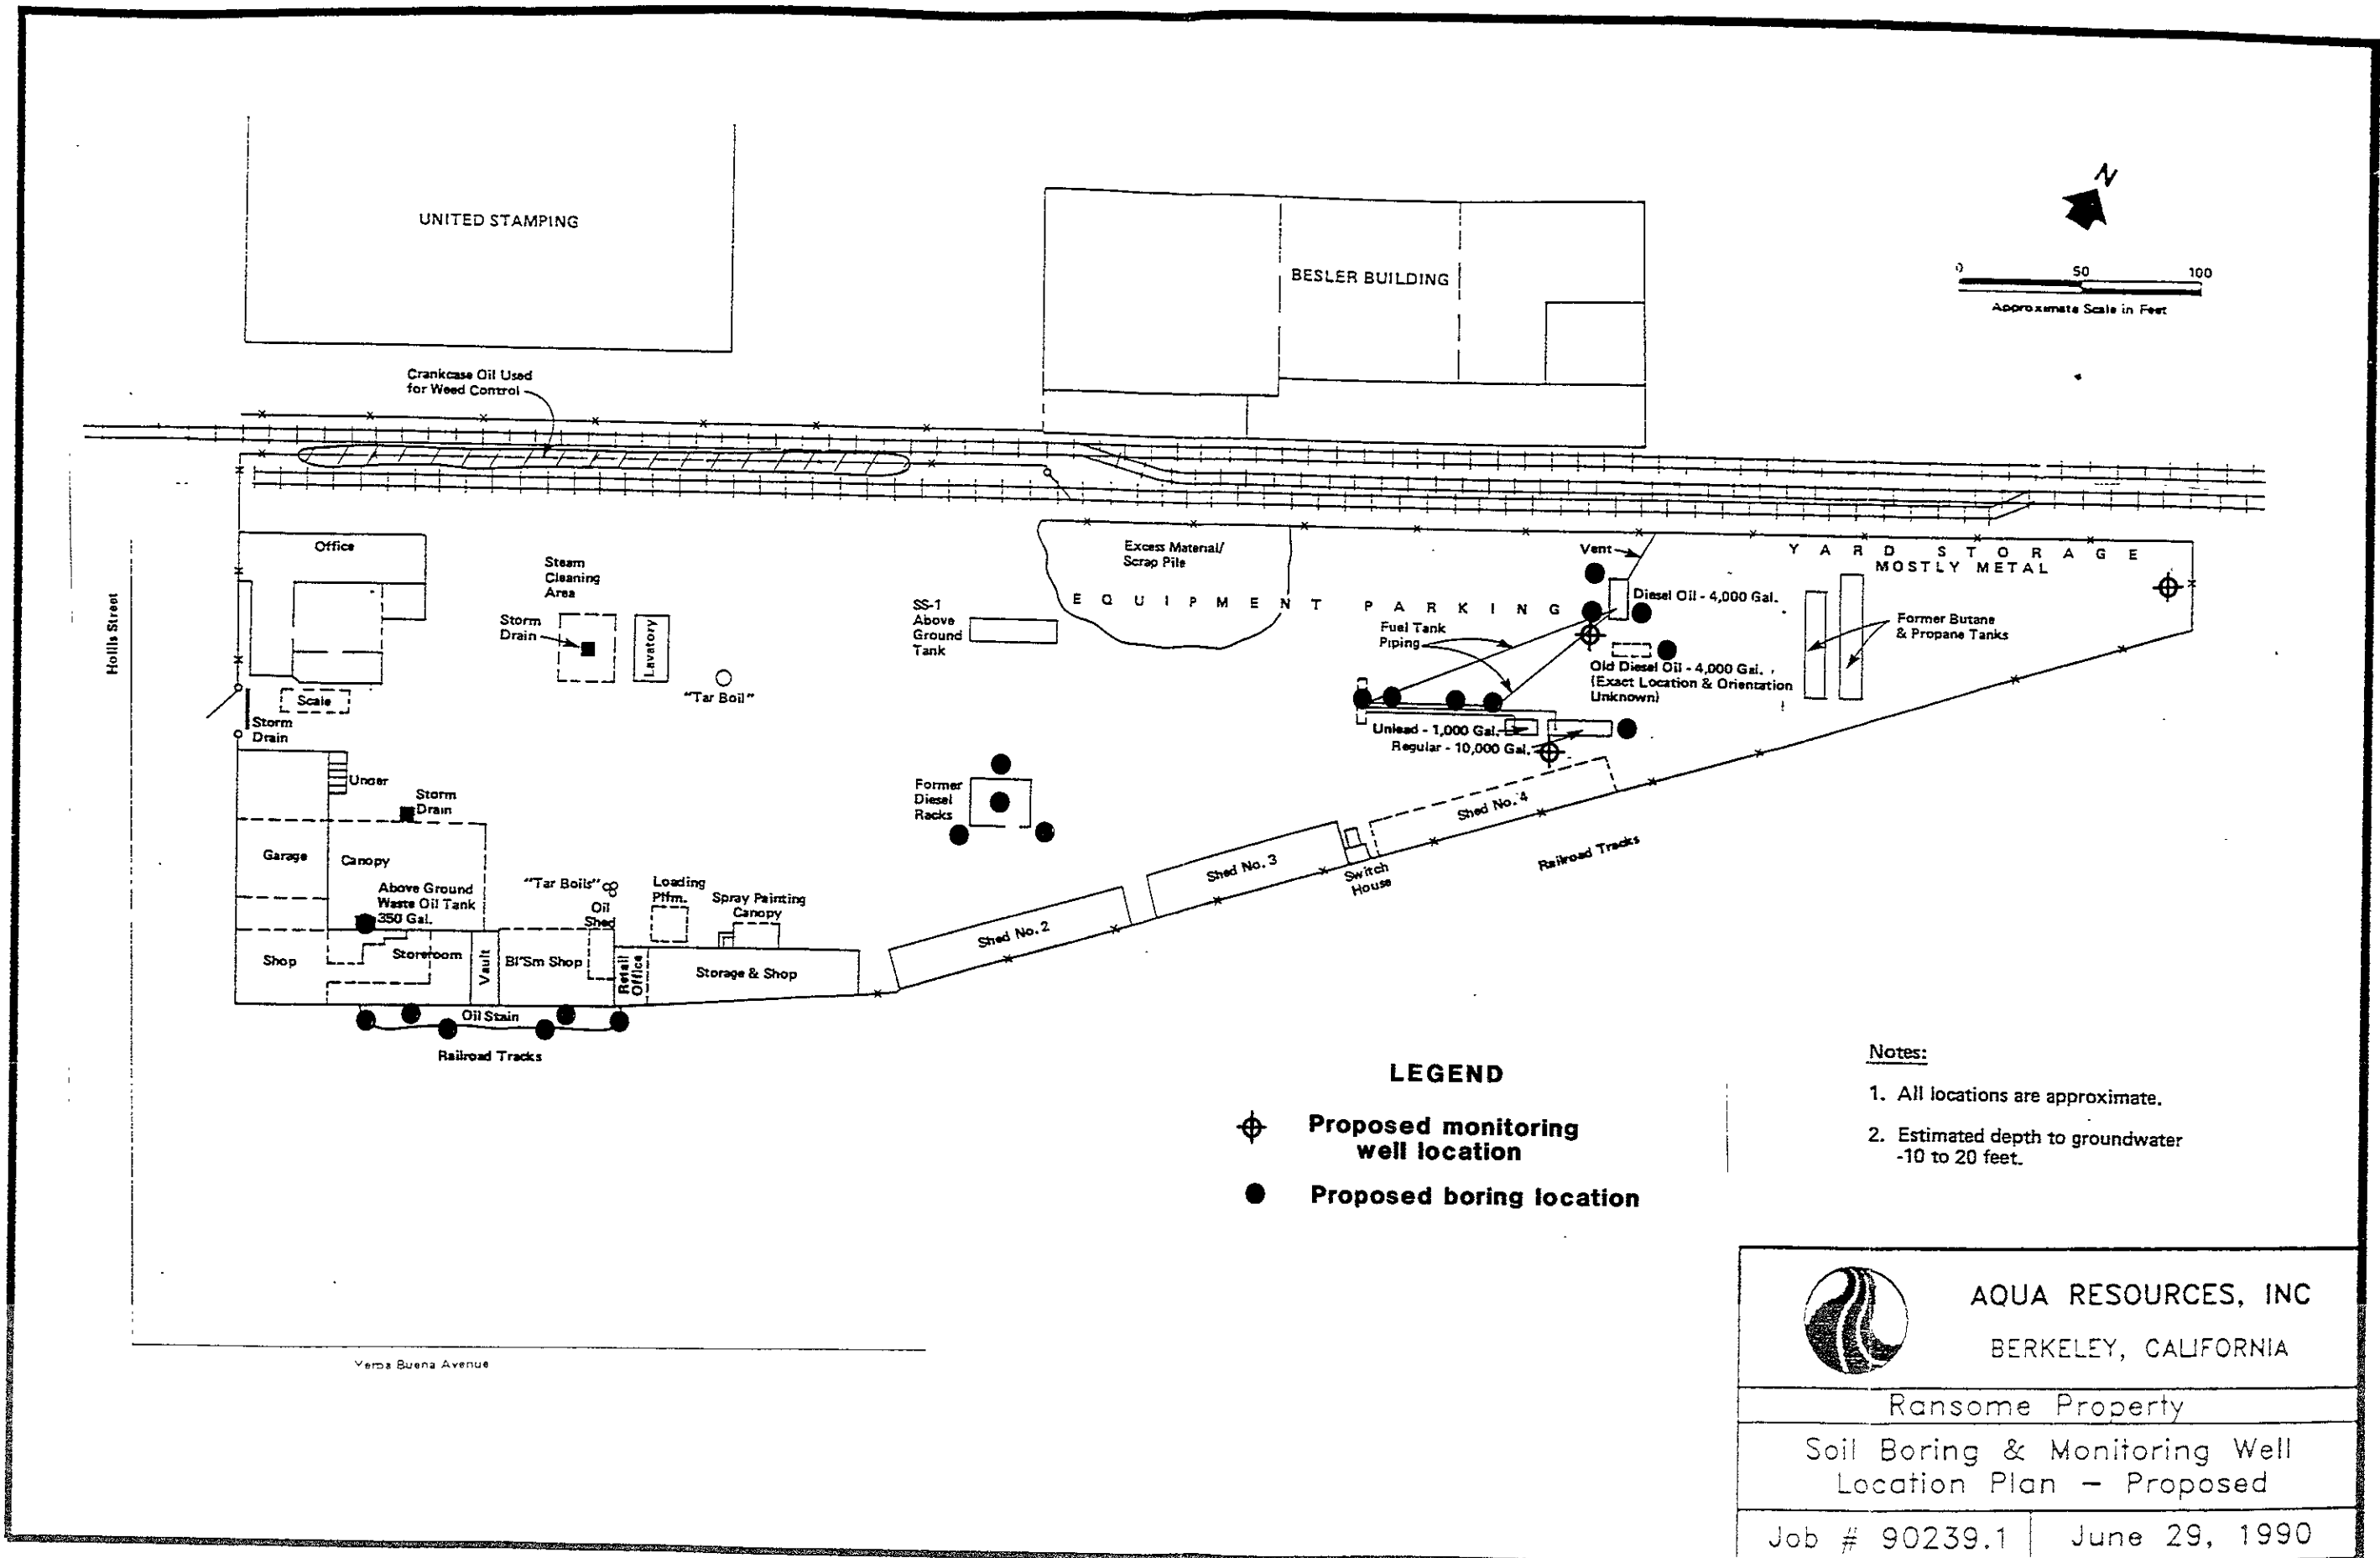 UNITED STAMPING
BESLER BUILDING
N
0 50 100
Approximate Scale in Feet
Crankcase Oil Used
for Weed Control
Hollis Street
Office
Steam
Cleaning
Area
Storm
Drain
Lavatory
"Tar Boil"
Scale
Storm
Drain
SS-1
Above
Ground
Tank
Excess Material/
Scrap Pile
EQUIPMENT PARKING
Vent
YARD STORAGE
MOSTLY METAL
Diesel Oil - 4,000 Gal.
Fuel Tank
Piping
Former Butane
& Propane Tanks
Old Diesel Oil - 4,000 Gal.
(Exact Location & Orientation
Unknown)
Unlead - 1,000 Gal.
Regular - 10,000 Gal.
Under
Storm
Drain
Former
Diesel
Racks
Garage
Canopy
Above Ground
Waste Oil Tank
350 Gal.
"Tar Boils"
Oil
Shed
Loading
Pltm.
Spray Painting
Canopy
Shop
Storeroom
Vault
Bl'Sm Shop
Retail
Office
Storage & Shop
Shed No. 2
Shed No. 3
Switch
House
Shed No. 4
Railroad Tracks
Oil Stain
Railroad Tracks
Yerba Buena Avenue
LEGEND
Proposed monitoring
well location
Proposed boring location
Notes:
1. All locations are approximate.
2. Estimated depth to groundwater
-10 to 20 feet.
AQUA RESOURCES, INC
BERKELEY, CALIFORNIA
Ransome Property
Soil Boring & Monitoring Well
Location Plan – Proposed
Job # 90239.1
June 29, 1990